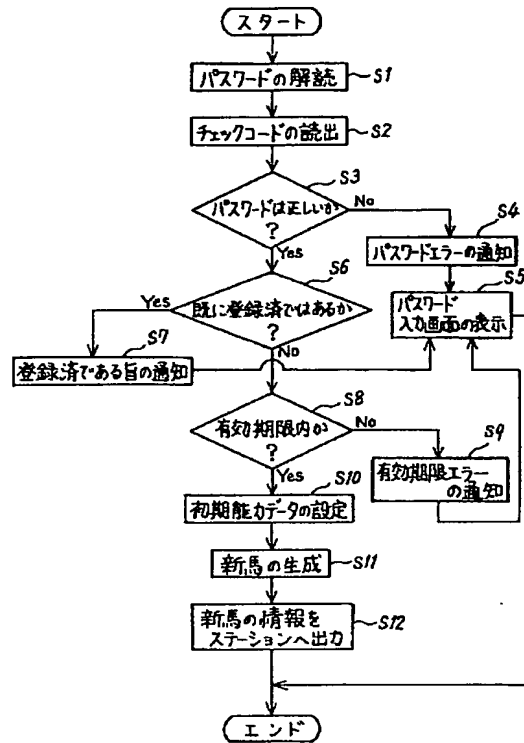 スタート
パスワードの解読
S1
チェックコードの読出
S2
S3
パスワードは正しいか
?
No
Yes
S4
パスワードエラーの通知
S5
パスワード
入力画面の表示
S6
既に登録済ではあるか
?
Yes
No
S7
登録済である旨の通知
S8
有効期限内か
?
No
Yes
S9
有効期限エラー
の通知
S10
初期能力データの設定
新馬の生成
S11
新馬の情報を
ステーションへ出力
S12
エンド